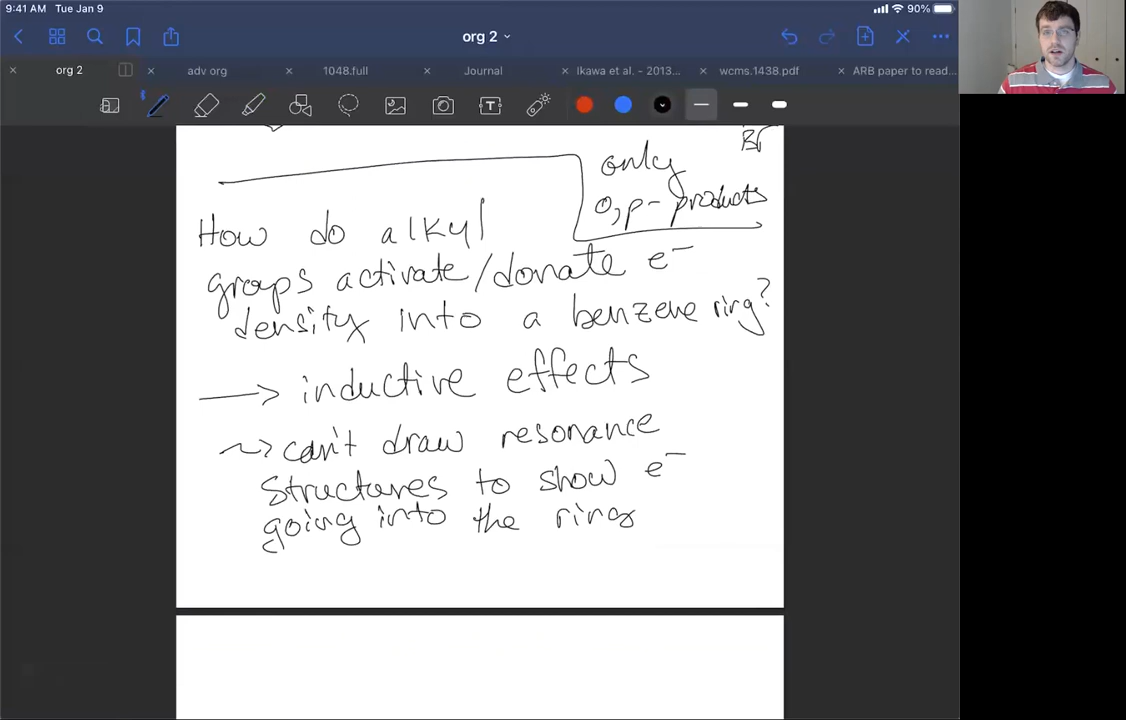 9:41 AM Tue Jan 9
90%
org 2
org 2
adv org
1048.full
Journal
Ikawa et al. - 2013...
wcms.1438.pdf
ARB paper to read...
Br
only
o,p- products
How do alkyl
groups activate/donate e⁻
density into a benzene ring?
→ inductive effects
~> can't draw resonance
structures to show e⁻
going into the ring